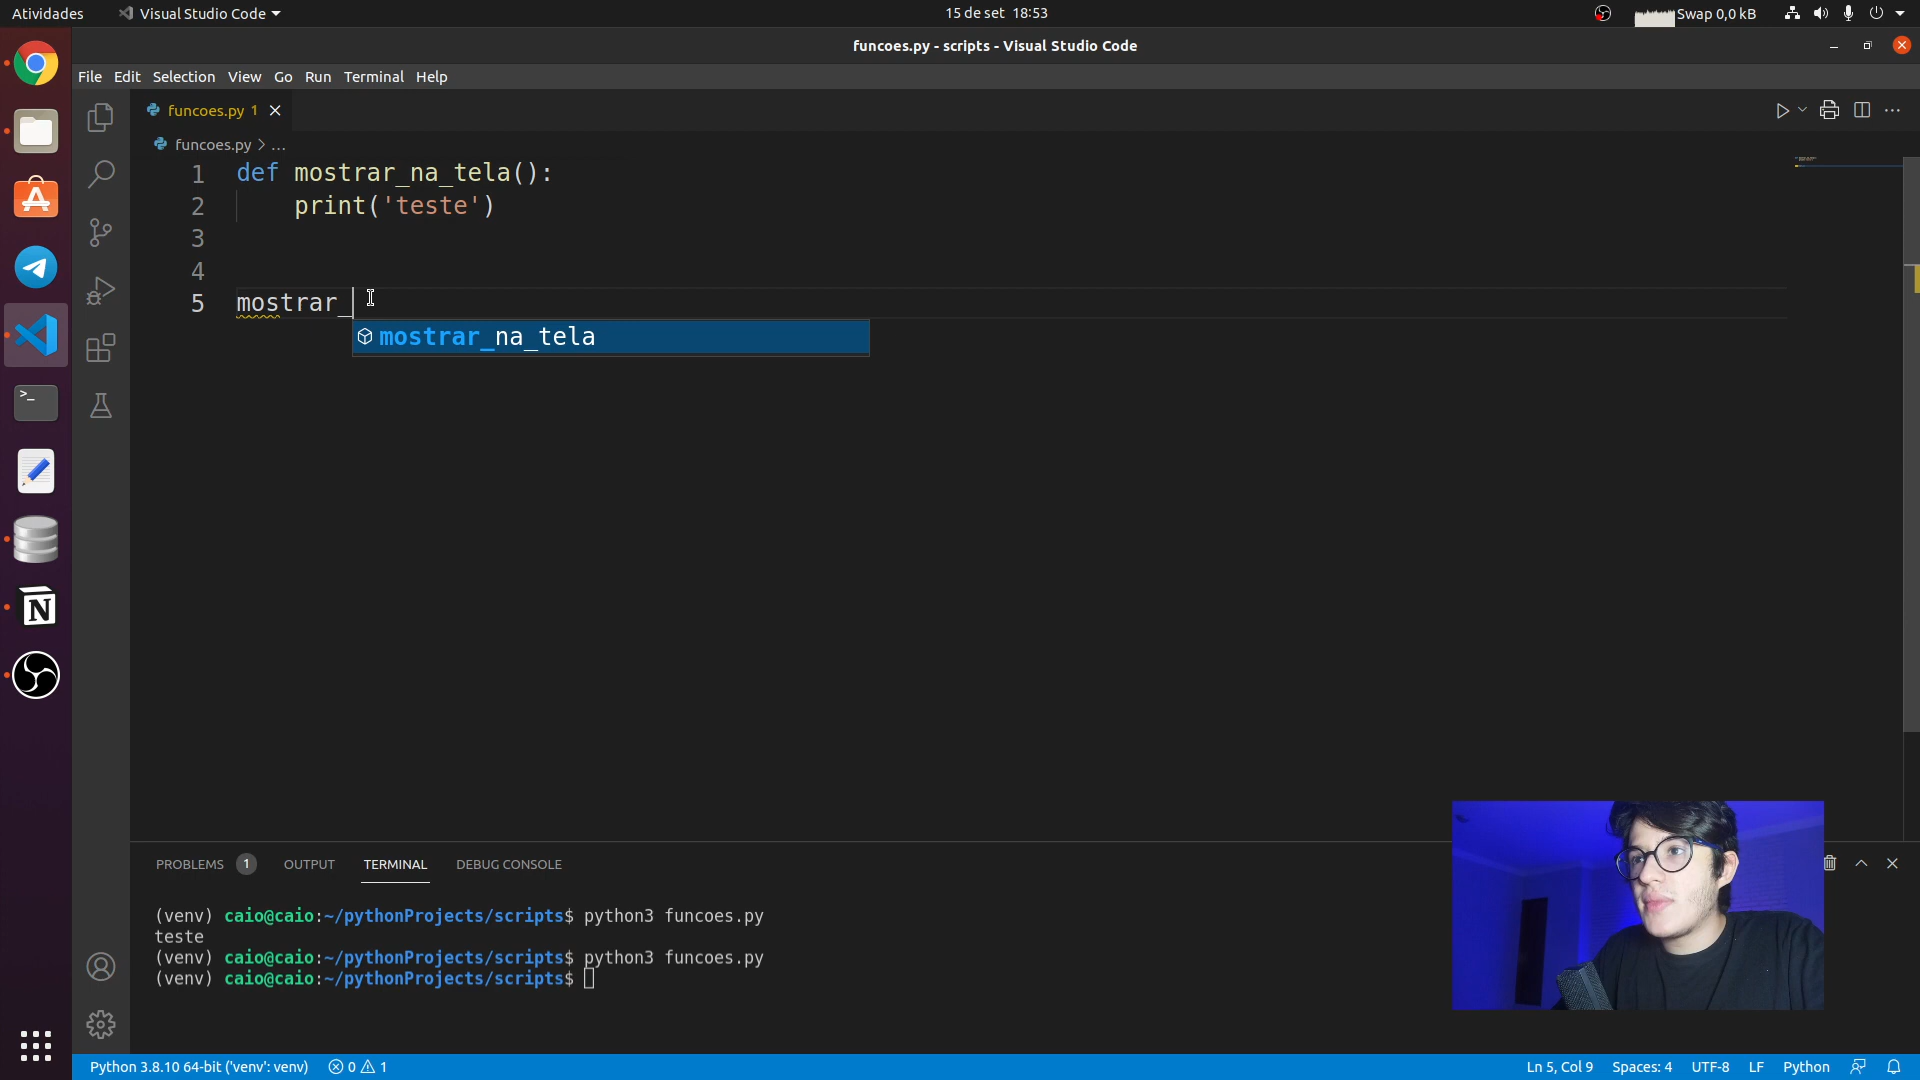 Atividades Visual Studio Code 15 de set 18:53 Swap 0,0 kB
funcoes.py - scripts - Visual Studio Code
File Edit Selection View Go Run Terminal Help
funcoes.py 1
funcoes.py > ...
1 def mostrar_na_tela():
2 print('teste')
3
4
5 mostrar_
mostrar_na_tela
PROBLEMS 1 OUTPUT TERMINAL DEBUG CONSOLE
(venv) caio@caio:~/pythonProjects/scripts$ python3 funcoes.py
teste
(venv) caio@caio:~/pythonProjects/scripts$ python3 funcoes.py
(venv) caio@caio:~/pythonProjects/scripts$
Python 3.8.10 64-bit ('venv': venv) 0 1 Ln 5, Col 9 Spaces: 4 UTF-8 LF Python